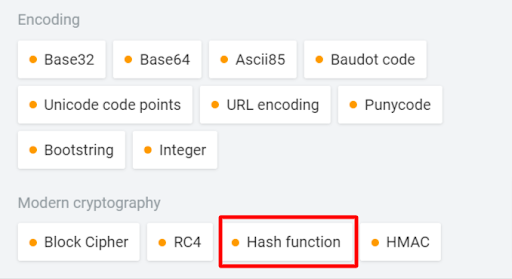 Encoding
Base32 Base64 Ascii85 Baudot code
Unicode code points URL encoding Punycode
Bootstring Integer
Modern cryptography
Block Cipher RC4 Hash function HMAC